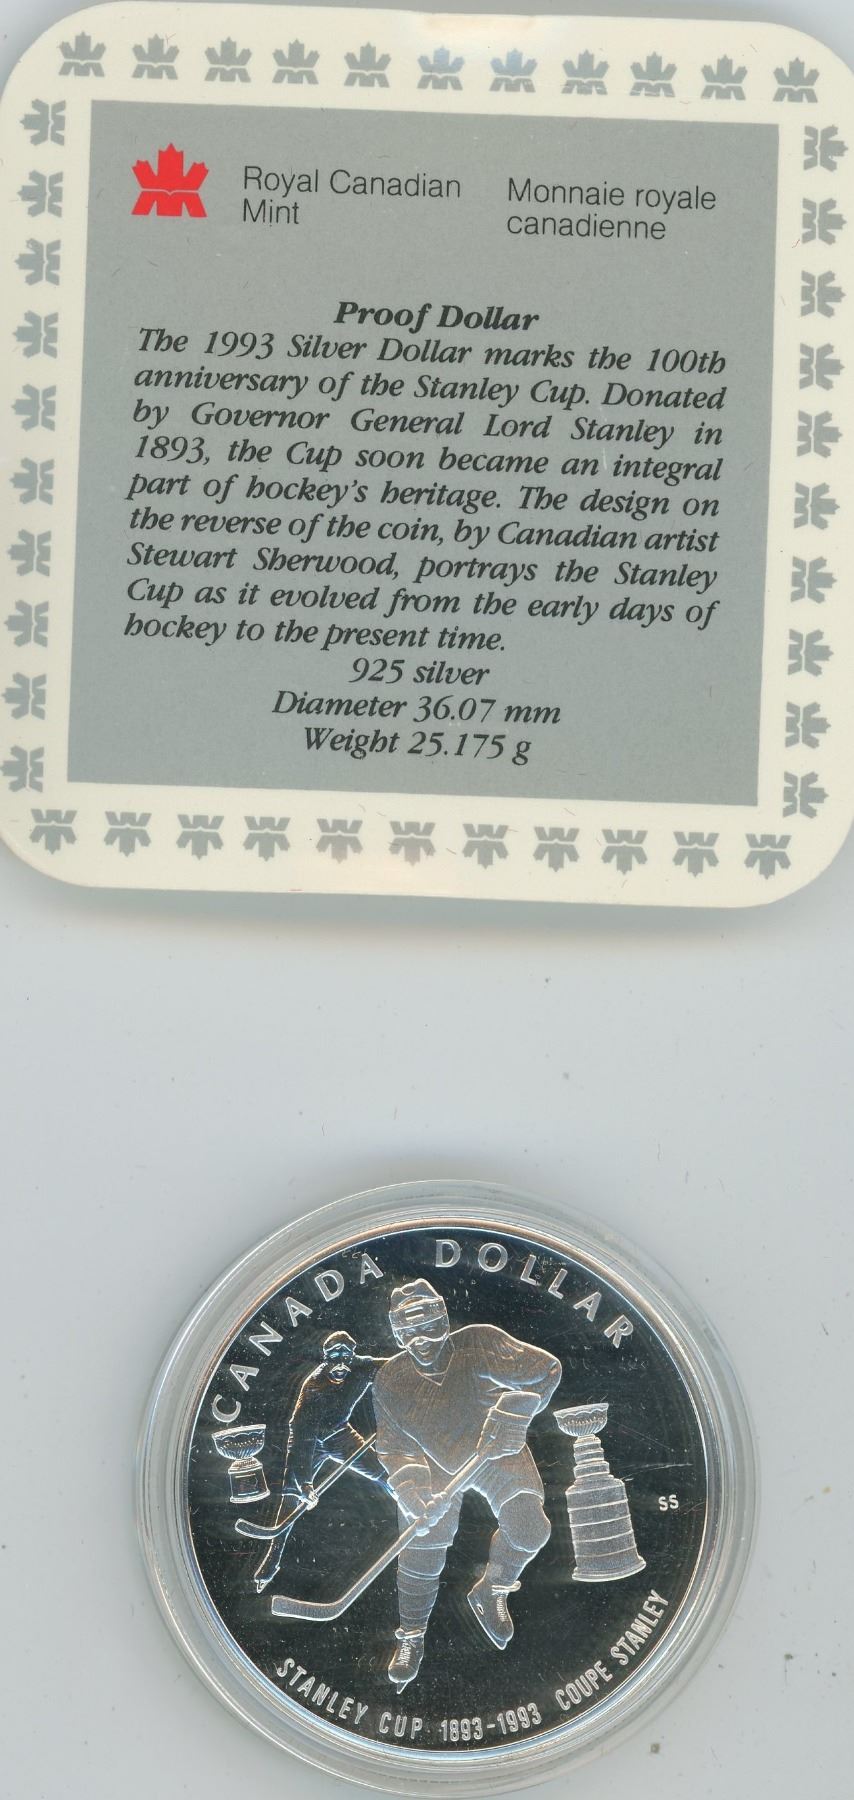 Royal Canadian
Mint
Monnaie royale
canadienne
Proof Dollar
The 1993 Silver Dollar marks the 100th
anniversary of the Stanley Cup. Donated
by Governor General Lord Stanley in
1893, the Cup soon became an integral
part of hockey's heritage. The design on
the reverse of the coin, by Canadian artist
Stewart Sherwood, portrays the Stanley
Cup as it evolved from the early days of
hockey to the present time.
925 silver
Diameter 36.07 mm
Weight 25.175 g
CANADA DOLLAR
SS
STANLEY CUP 1893-1993 COUPE STANLEY